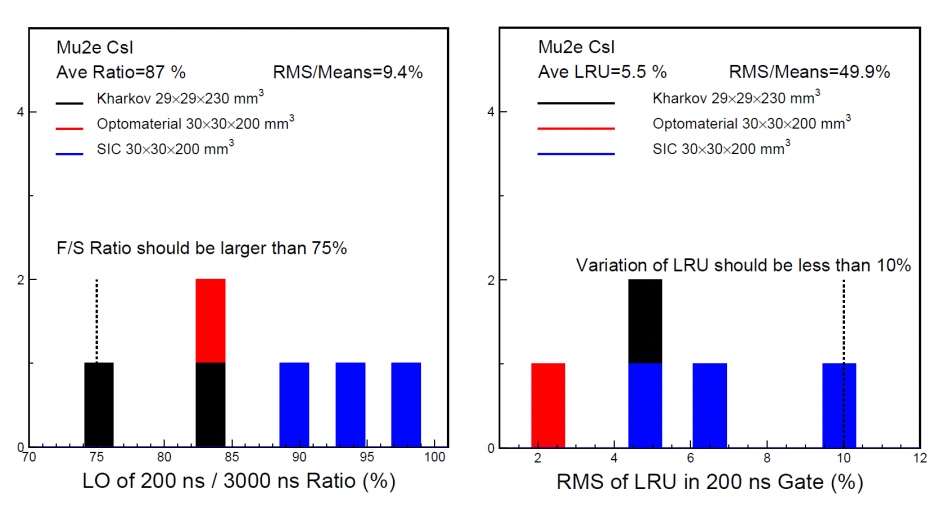 Mu2e CsI
Ave Ratio=87 % RMS/Means=9.4%
Kharkov 29×29×230 mm³
Optomaterial 30×30×200 mm³
SIC 30×30×200 mm³
F/S Ratio should be larger than 75%
4
2
0
70 75 80 85 90 95 100
LO of 200 ns / 3000 ns Ratio (%)
Mu2e CsI
Ave LRU=5.5 % RMS/Means=49.9%
Kharkov 29×29×230 mm³
Optomaterial 30×30×200 mm³
SIC 30×30×200 mm³
Variation of LRU should be less than 10%
4
2
0
2 4 6 8 10 12
RMS of LRU in 200 ns Gate (%)